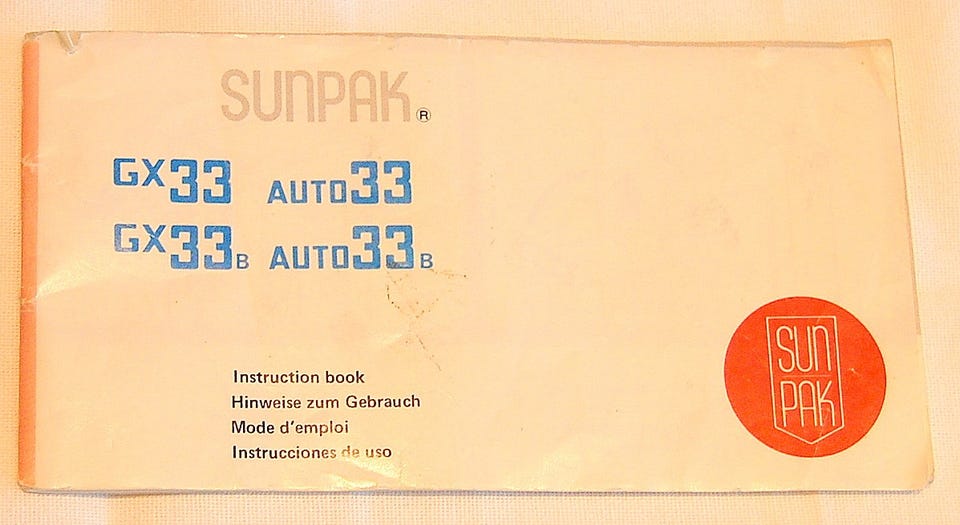 SUNPAK®
GX33 AUTO33
GX33B AUTO33B
Instruction book
Hinweise zum Gebrauch
Mode d'emploi
Instrucciones de uso
SUN
PAK